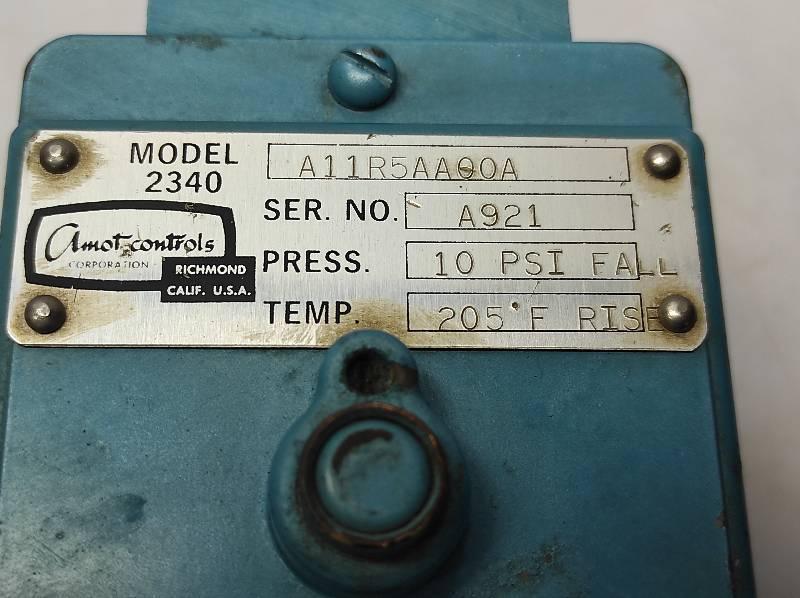 MODEL 2340 A11R5AA00A
SER. NO. A921
Amot controls
CORPORATION
RICHMOND
CALIF. U.S.A.
PRESS. 10 PSI FALL
TEMP. 205°F RISE